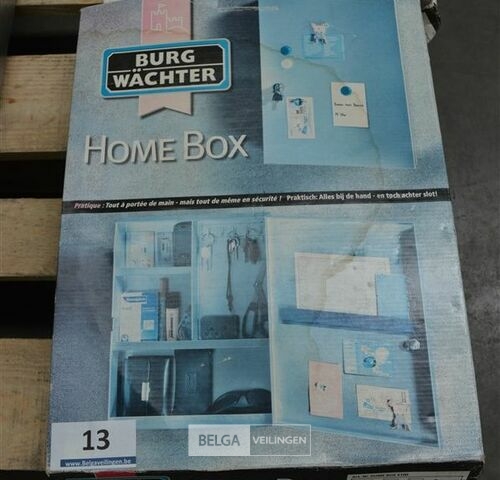 BURG
WÄCHTER
HOME BOX
Pratique : Tout à portée de main - mais tout de même en sécurité ! Praktisch: Alles bij de hand - en toch achter slot!
13
www.Belgaveilingen.be
BELGA VEILINGEN